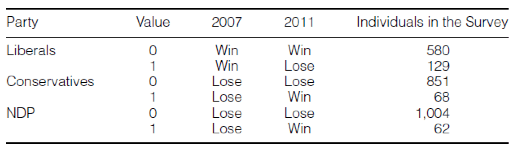 Party Value 2007 2011 Individuals in the Survey
Liberals 0 Win Win 580
1 Win Lose 129
Conservatives 0 Lose Lose 851
1 Lose Win 68
NDP 0 Lose Lose 1,004
1 Lose Win 62